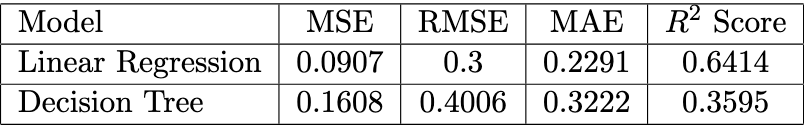 Model MSE RMSE MAE R² Score
Linear Regression 0.0907 0.3 0.2291 0.6414
Decision Tree 0.1608 0.4006 0.3222 0.3595